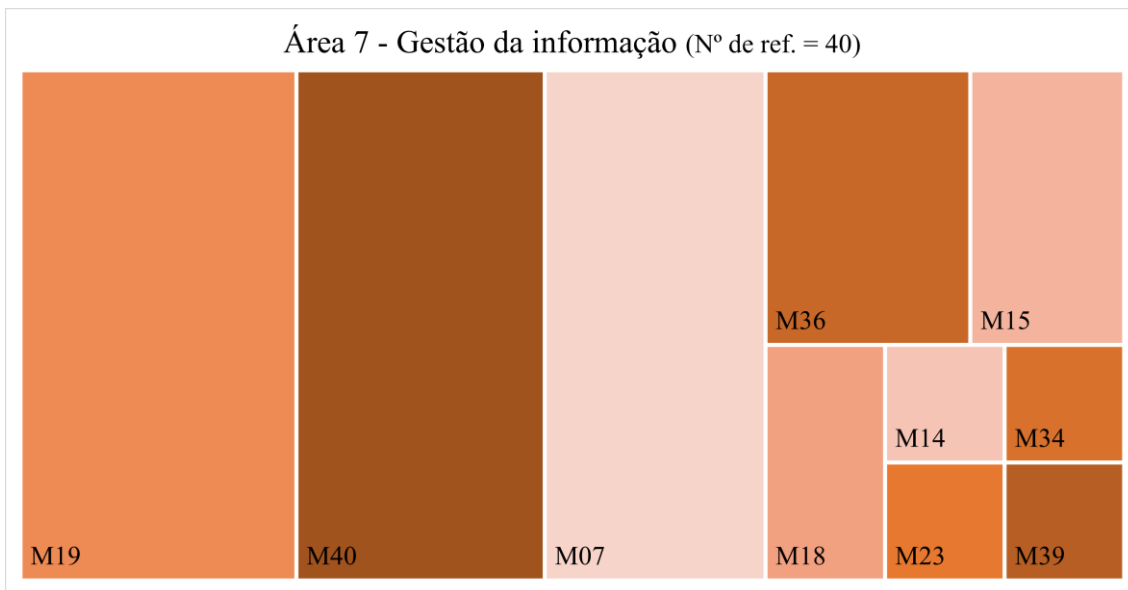 Área 7 - Gestão da informação (Nº de ref. = 40)
M36 M15
M14 M34
M19 M40 M07 M18 M23 M39